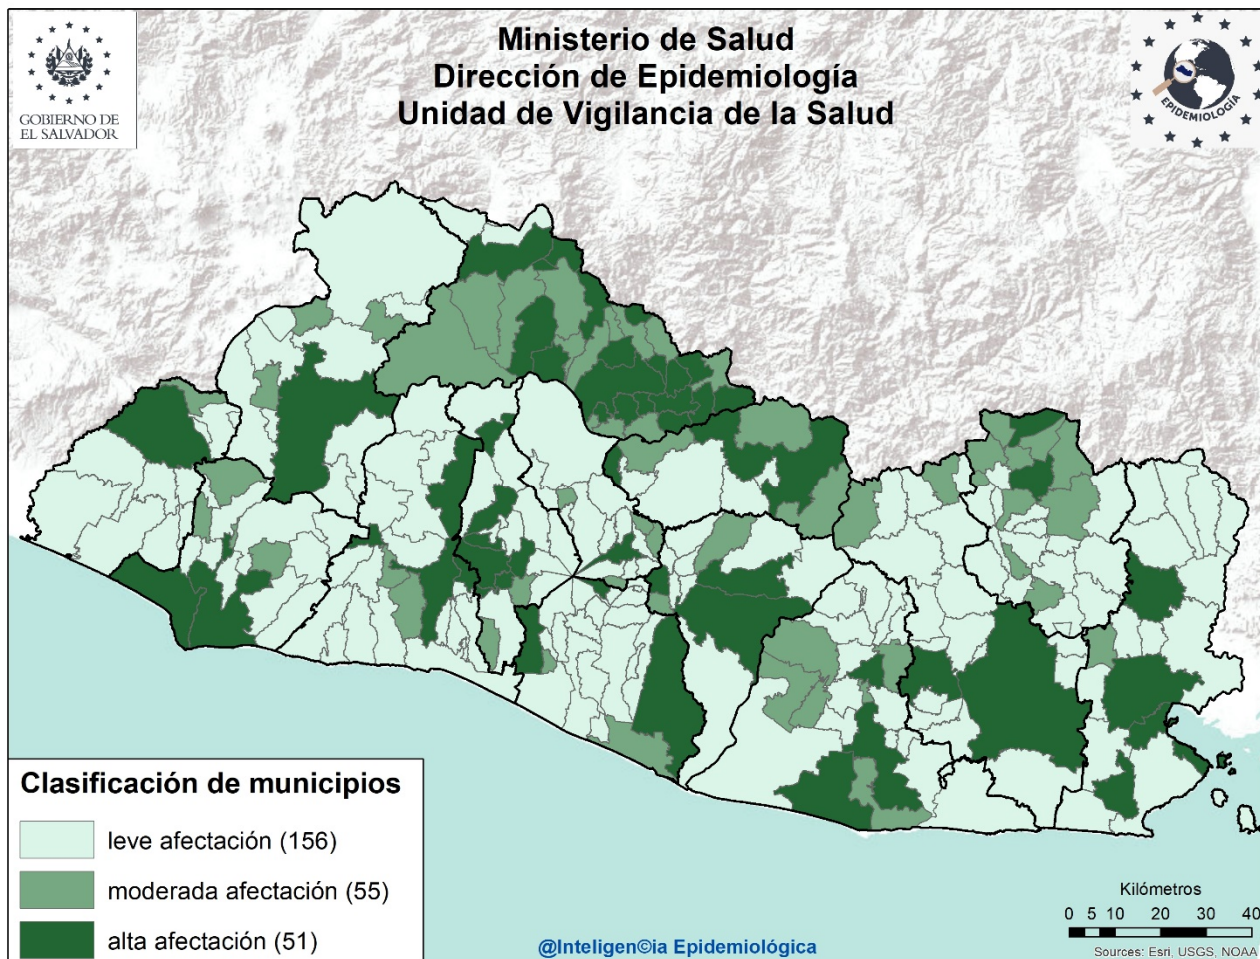 Ministerio de Salud
Dirección de Epidemiología
Unidad de Vigilancia de la Salud
GOBIERNO DE
EL SALVADOR
EPIDEMIOLOGÍA
Clasificación de municipios
leve afectación (156)
moderada afectación (55)
alta afectación (51)
@Inteligen©ia Epidemiológica
Kilómetros
0 5 10 20 30 40
Sources: Esri, USGS, NOAA